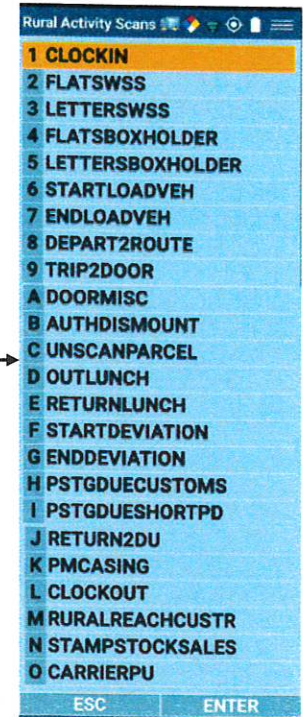 Rural Activity Scans
1 CLOCKIN
2 FLATSWSS
3 LETTERSWSS
4 FLATSBOXHOLDER
5 LETTERSBOXHOLDER
6 STARTLOADVEH
7 ENDLOADVEH
8 DEPART2ROUTE
9 TRIP2DOOR
A DOORMISC
B AUTHDISMOUNT
C UNSCANPARCEL
D OUTLUNCH
E RETURNLUNCH
F STARTDEVIATION
G ENDDEVIATION
H PSTGDUECUSTOMS
I PSTGDUESHORTPD
J RETURN2DU
K PMCASING
L CLOCKOUT
M RURALREACHCUSTR
N STAMPSTOCKSALES
O CARRIERPU
ESC ENTER